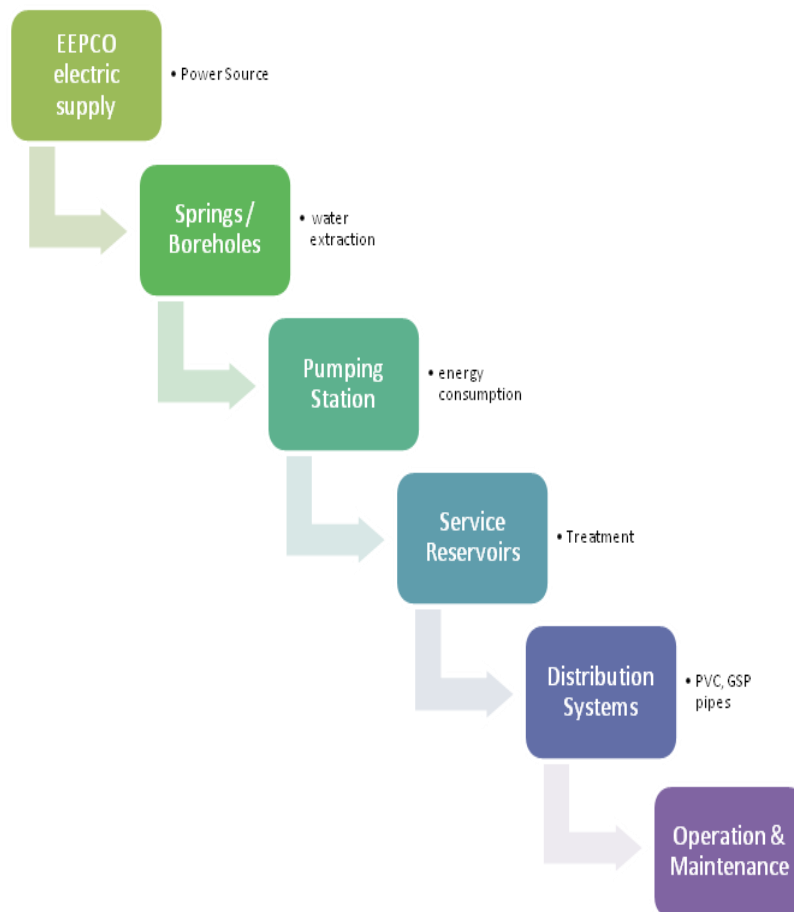 EEPCO
electric
supply
• Power Source
Springs /
Boreholes
• water
extraction
Pumping
Station
• energy
consumption
Service
Reservoirs
• Treatment
Distribution
Systems
• PVC, GSP
pipes
Operation &
Maintenance